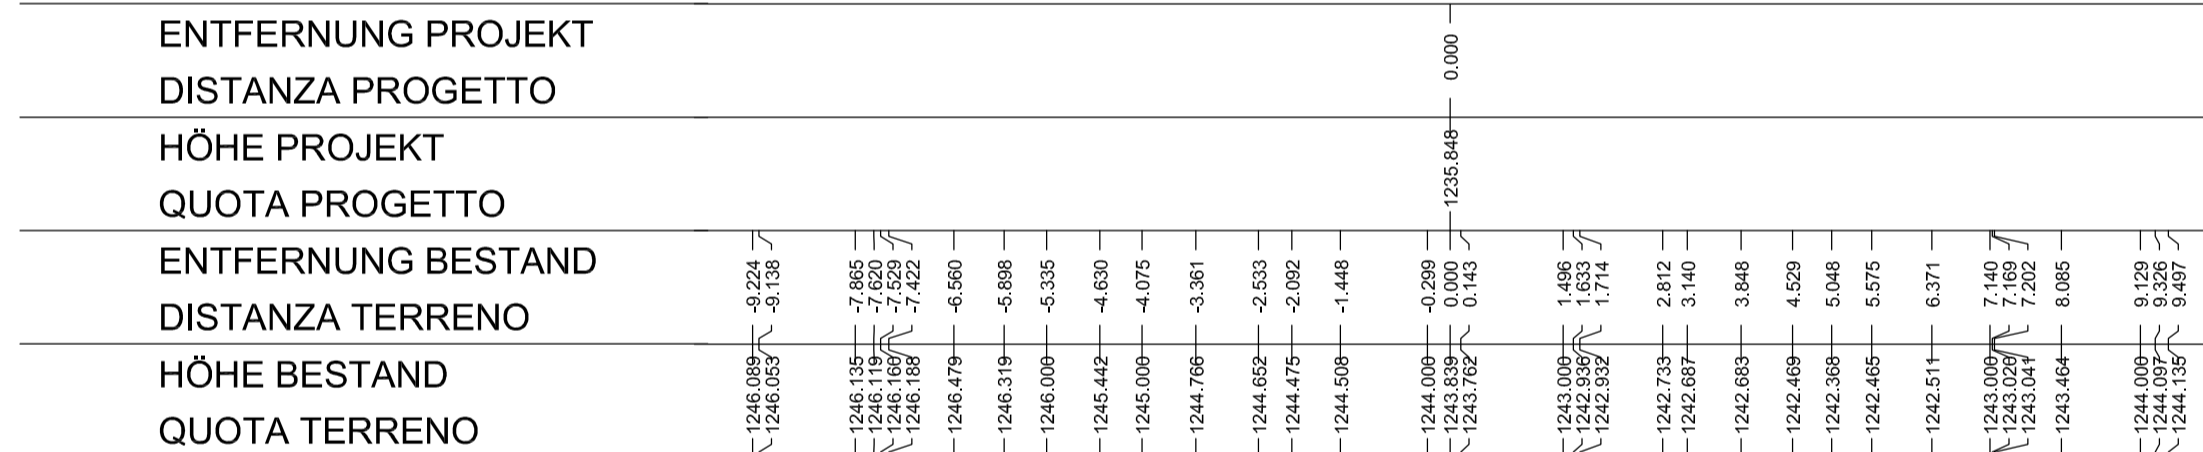 ENTFERNUNG PROJEKT
DISTANZA PROGETTO
0.000
HÖHE PROJEKT
QUOTA PROGETTO
1235.848
ENTFERNUNG BESTAND
DISTANZA TERRENO
-9.224 -9.138 -7.865 -7.620 -7.529 -7.422 -6.560 -5.898 -5.335 -4.630 -4.075 -3.361 -2.533 -2.092 -1.448 -0.299 0.000 0.143 1.496 1.633 1.714 2.812 3.140 3.848 4.529 5.048 5.575 6.371 7.140 7.169 7.202 8.085 9.129 9.326 9.497
HÖHE BESTAND
QUOTA TERRENO
1246.089 1246.053 1246.135 1246.119 1246.160 1246.188 1246.479 1246.319 1246.000 1245.442 1245.000 1244.766 1244.652 1244.475 1244.508 1244.000 1243.839 1243.762 1243.000 1242.936 1242.932 1242.733 1242.687 1242.683 1242.469 1242.368 1242.465 1242.511 1243.000 1243.020 1243.041 1243.464 1244.000 1244.097 1244.135